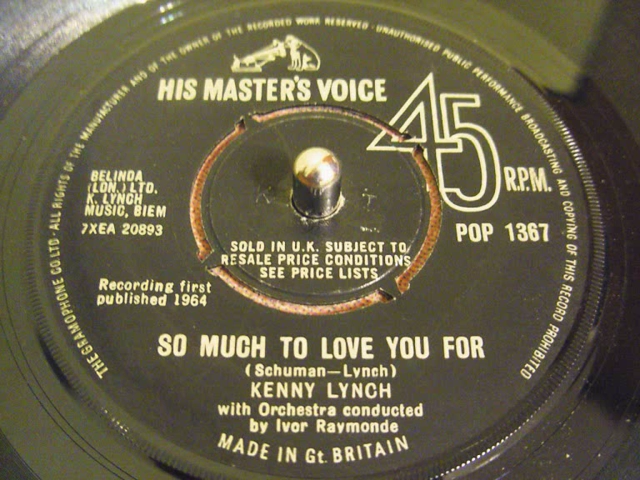 THE GRAMOPHONE CO. LTD · ALL RIGHTS OF THE MANUFACTURER AND OF THE OWNER OF THE RECORDED WORK RESERVED · UNAUTHORISED PUBLIC PERFORMANCE BROADCASTING AND COPYING OF THIS RECORD PROHIBITED
HIS MASTER'S VOICE
45
R.P.M.
BELINDA
(LON.) LTD.
K. LYNCH
MUSIC, BIEM
7XEA 20893
POP 1367
K T
SOLD IN U.K. SUBJECT TO
RESALE PRICE CONDITIONS
SEE PRICE LISTS
Recording first
published 1964
SO MUCH TO LOVE YOU FOR
(Schuman—Lynch)
KENNY LYNCH
with Orchestra conducted
by Ivor Raymonde
MADE IN Gt. BRITAIN